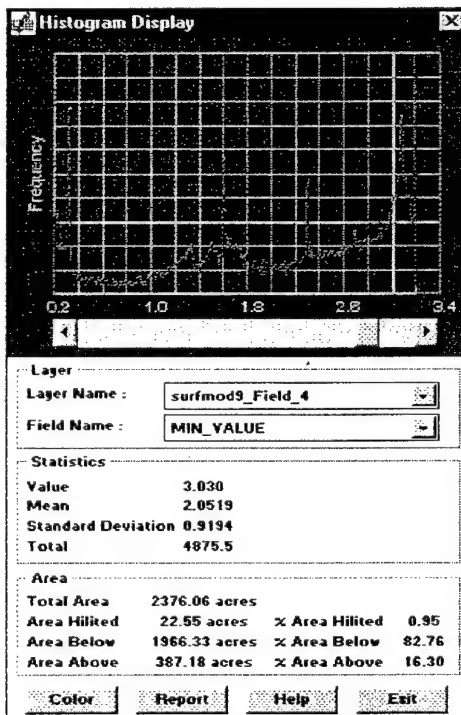 Histogram Display
Frequency
0.2 1.0 1.8 2.6 3.4
Layer
Layer Name : surfmod9_Field_4
Field Name : MIN_VALUE
Statistics
Value 3.030
Mean 2.0519
Standard Deviation 0.9194
Total 4875.5
Area
Total Area 2376.06 acres
Area Hilited 22.55 acres % Area Hilited 0.95
Area Below 1966.33 acres % Area Below 82.76
Area Above 387.18 acres % Area Above 16.30
Color Report Help Exit